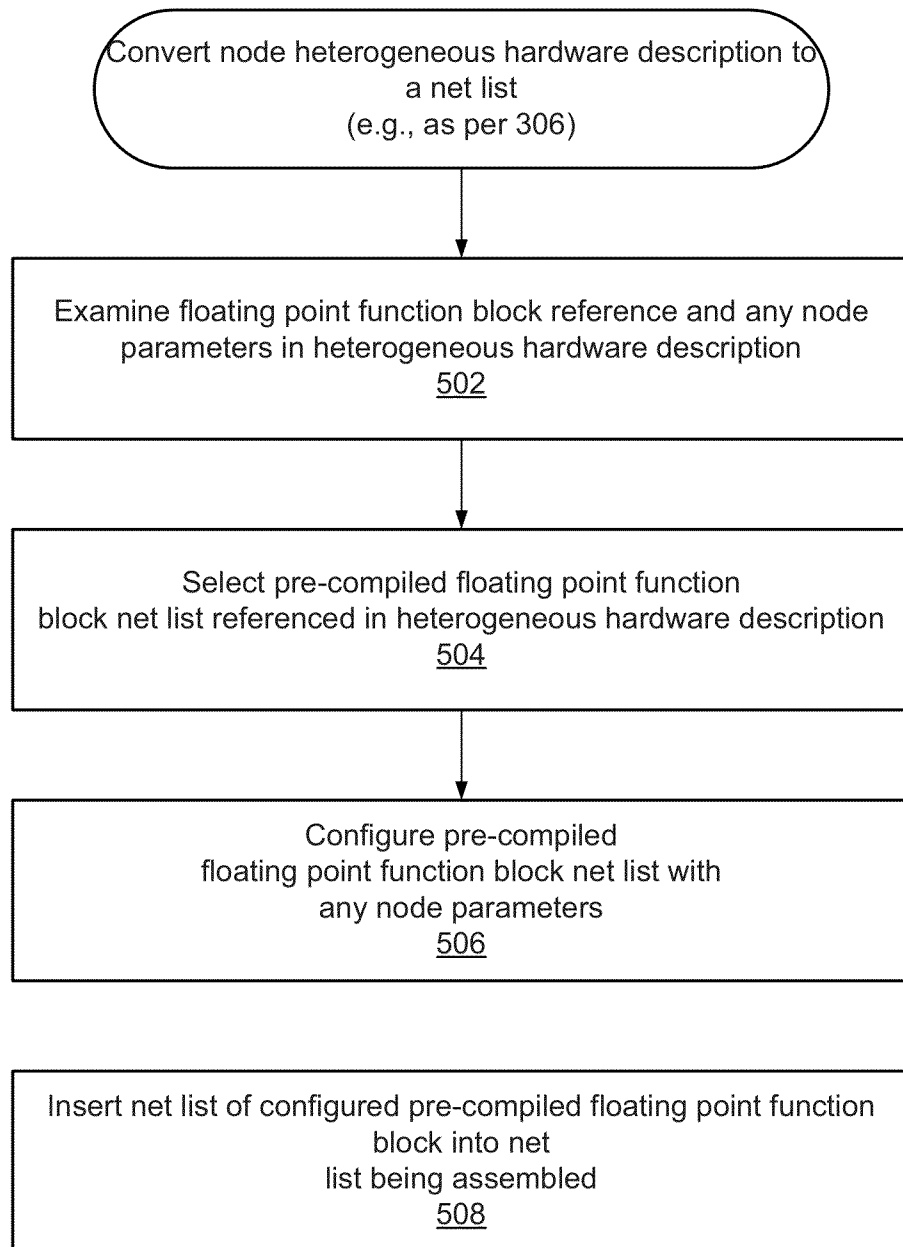 Convert node heterogeneous hardware description to
a net list
(e.g., as per 306)
Examine floating point function block reference and any node
parameters in heterogeneous hardware description
502
Select pre-compiled floating point function
block net list referenced in heterogeneous hardware description
504
Configure pre-compiled
floating point function block net list with
any node parameters
506
Insert net list of configured pre-compiled floating point function
block into net
list being assembled
508